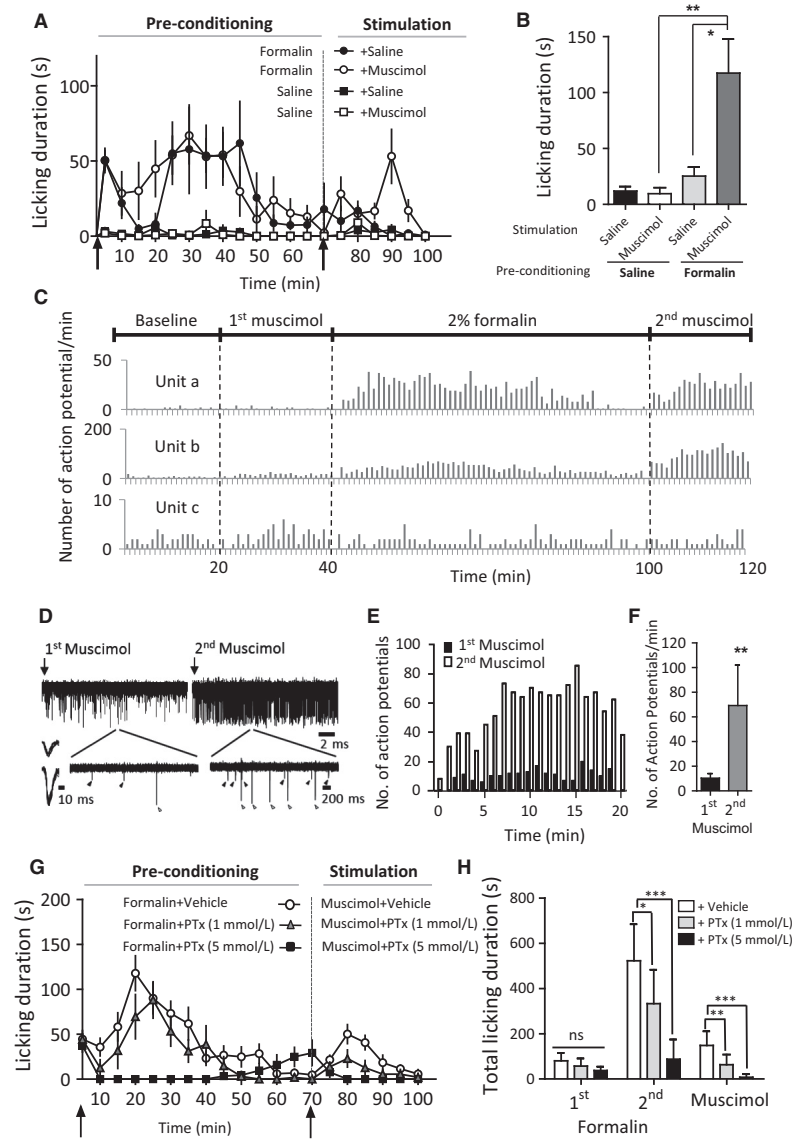 A
Pre-conditioning Stimulation
Formalin +Saline
Formalin +Muscimol
Saline +Saline
Saline +Muscimol
Licking duration (s)
100
50
0
10 20 30 40 50 60 70 80 90 100
Time (min)
B
**
*
Licking duration (s)
150
100
50
0
Stimulation
Saline Muscimol Saline Muscimol
Pre-conditioning Saline Formalin
C
Baseline 1st muscimol 2% formalin 2nd muscimol
Number of action potential/min
50
Unit a
0
200
Unit b
0
10
Unit c
0
20 40 100 120
Time (min)
D
1st Muscimol 2nd Muscimol
2 ms
10 ms 200 ms
E
1st Muscimol
2nd Muscimol
No. of action potentials
100
80
60
40
20
0
0 5 10 15 20
Time (min)
F
**
No. of Action Potentials/min
120
100
80
60
40
20
0
1st 2nd
Muscimol
G
Pre-conditioning Stimulation
Formalin+Vehicle Muscimol+Vehicle
Formalin+PTx (1 mmol/L) Muscimol+PTx (1 mmol/L)
Formalin+PTx (5 mmol/L) Muscimol+PTx (5 mmol/L)
Licking duration (s)
200
150
100
50
0
10 20 30 40 50 60 70 80 90 100
Time (min)
H
+ Vehicle
+ PTx (1 mmol/L)
+ PTx (5 mmol/L)
Total licking duration (s)
800
600
400
200
0
ns
***
*
***
**
1st 2nd Muscimol
Formalin